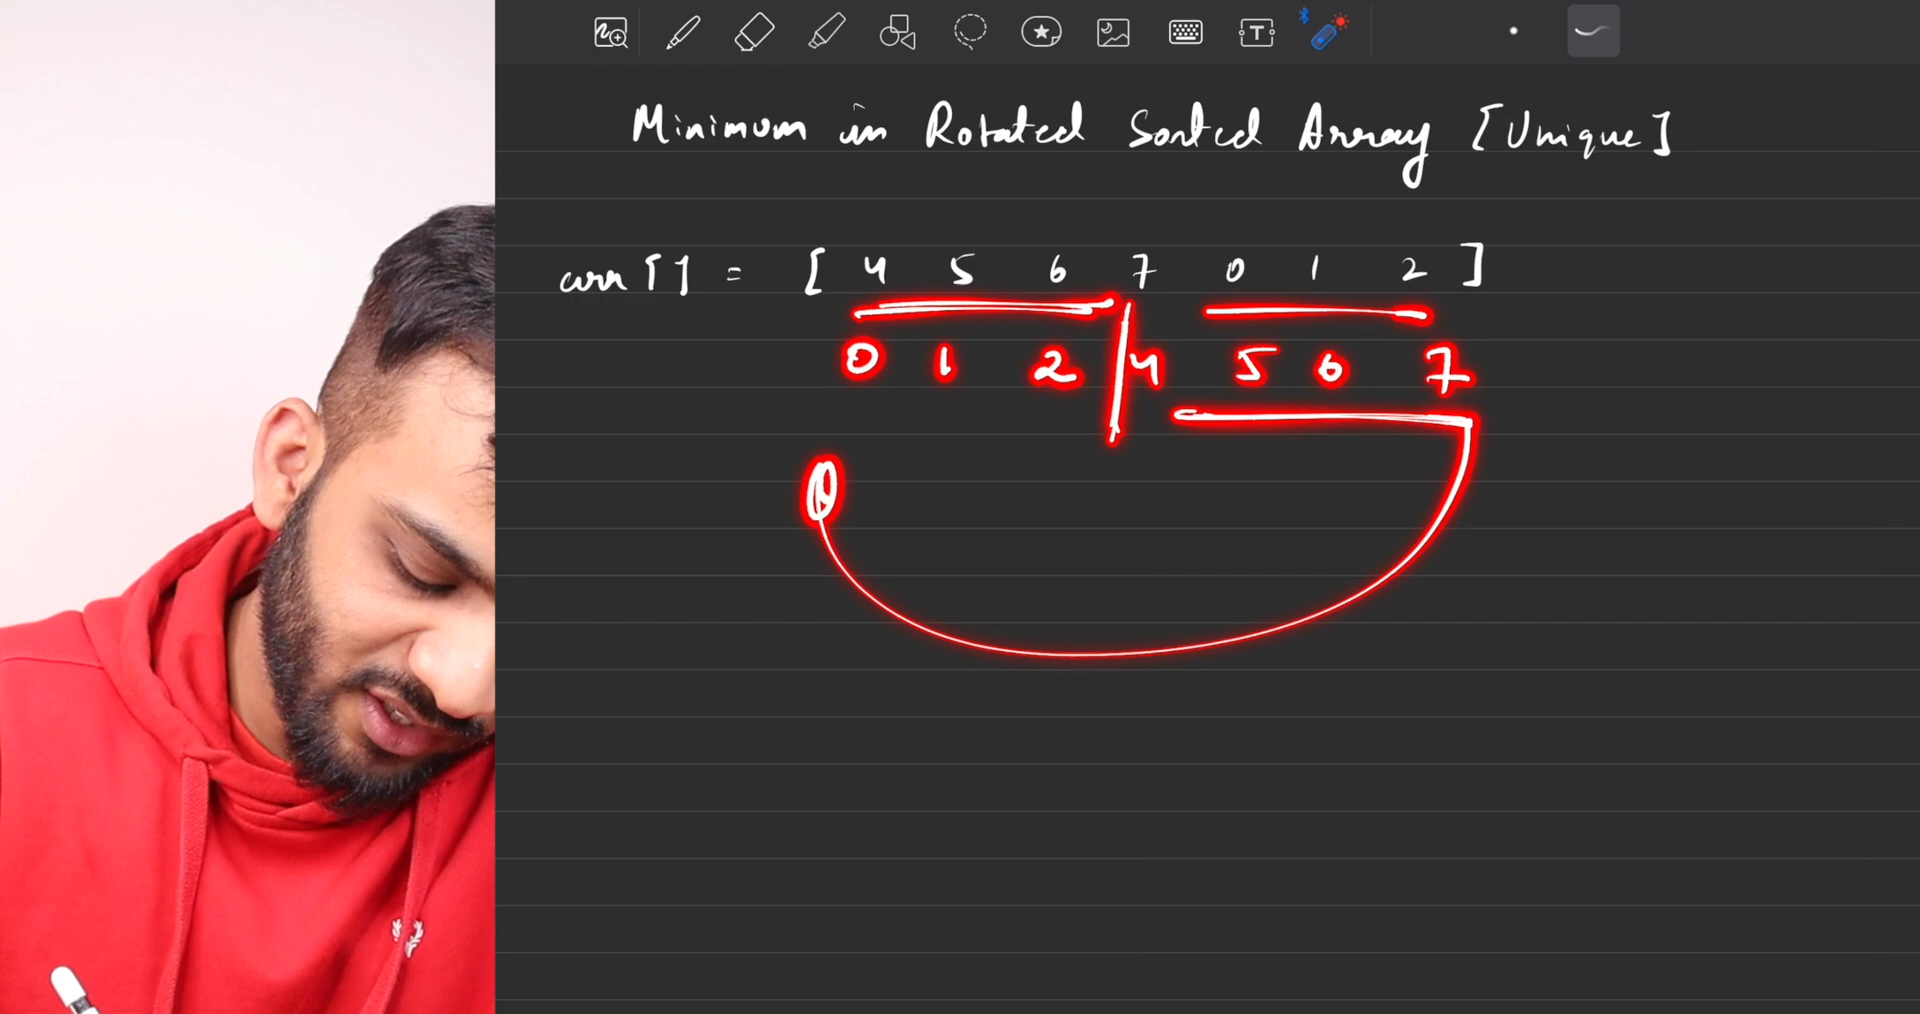 Minimum in Rotated Sorted Array [Unique]
arr[] = [ 4 5 6 7 0 1 2 ]
0 1 2 | 4 5 6 7